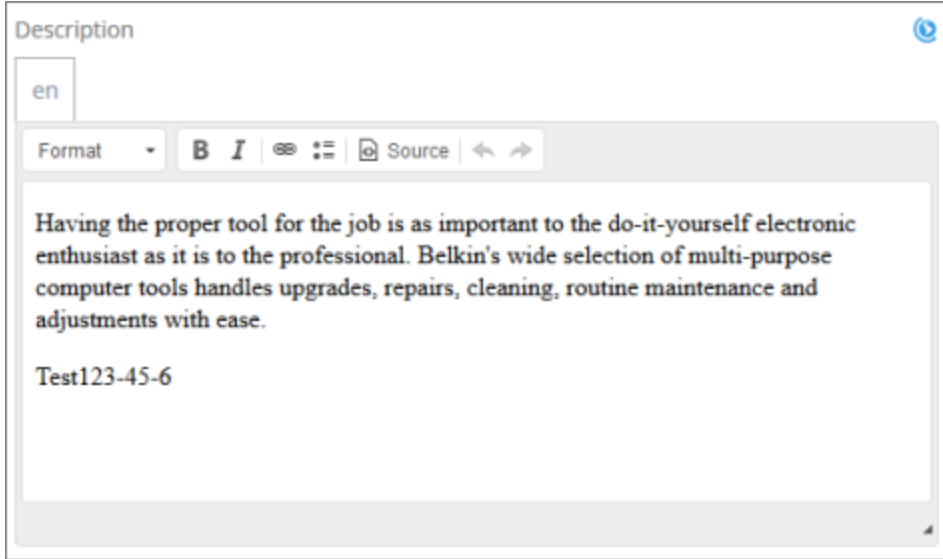 Description
en
Format B I Source
Having the proper tool for the job is as important to the do-it-yourself electronic
enthusiast as it is to the professional. Belkin's wide selection of multi-purpose
computer tools handles upgrades, repairs, cleaning, routine maintenance and
adjustments with ease.
Test123-45-6